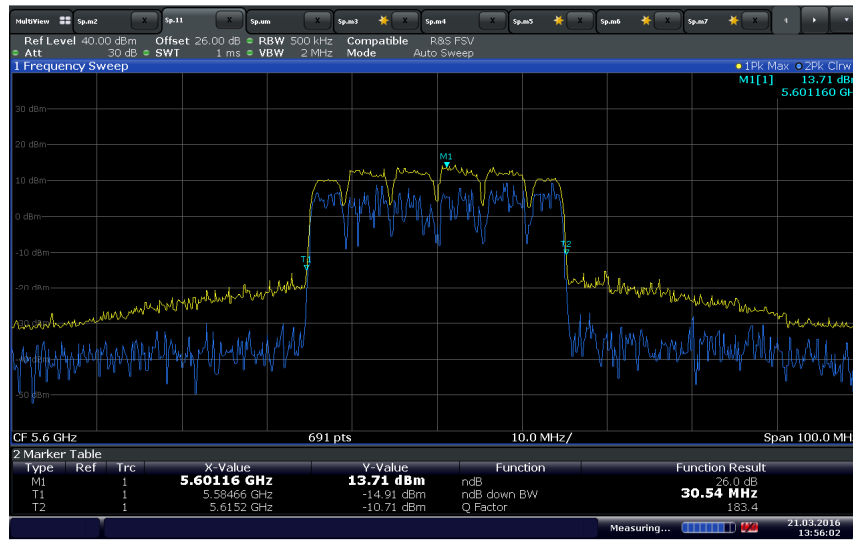 MultiView Sp.m2 X Sp.11 X Sp.um X Sp.m3 X Sp.m4 X Sp.m5 X Sp.m6 X Sp.m7 X
Ref Level 40.00 dBm Offset 26.00 dB RBW 500 kHz Compatible R&S FSV
Att 30 dB SWT 1 ms VBW 2 MHz Mode Auto Sweep
1 Frequency Sweep 1Pk Max 2Pk Clrw
M1[1] 13.71 dBm
5.601160 GH
30 dBm
20 dBm
M1
10 dBm
0 dBm
T2
-10 dBm
T1
-20 dBm
-30 dBm
-40 dBm
-50 dBm
CF 5.6 GHz 691 pts 10.0 MHz/ Span 100.0 MH
2 Marker Table
Type Ref Trc X-Value Y-Value Function Function Result
M1 1 5.60116 GHz 13.71 dBm ndB 26.0 dB
T1 1 5.58466 GHz -14.91 dBm ndB down BW 30.54 MHz
T2 1 5.6152 GHz -10.71 dBm Q Factor 183.4
Measuring... 21.03.2016
13:56:02